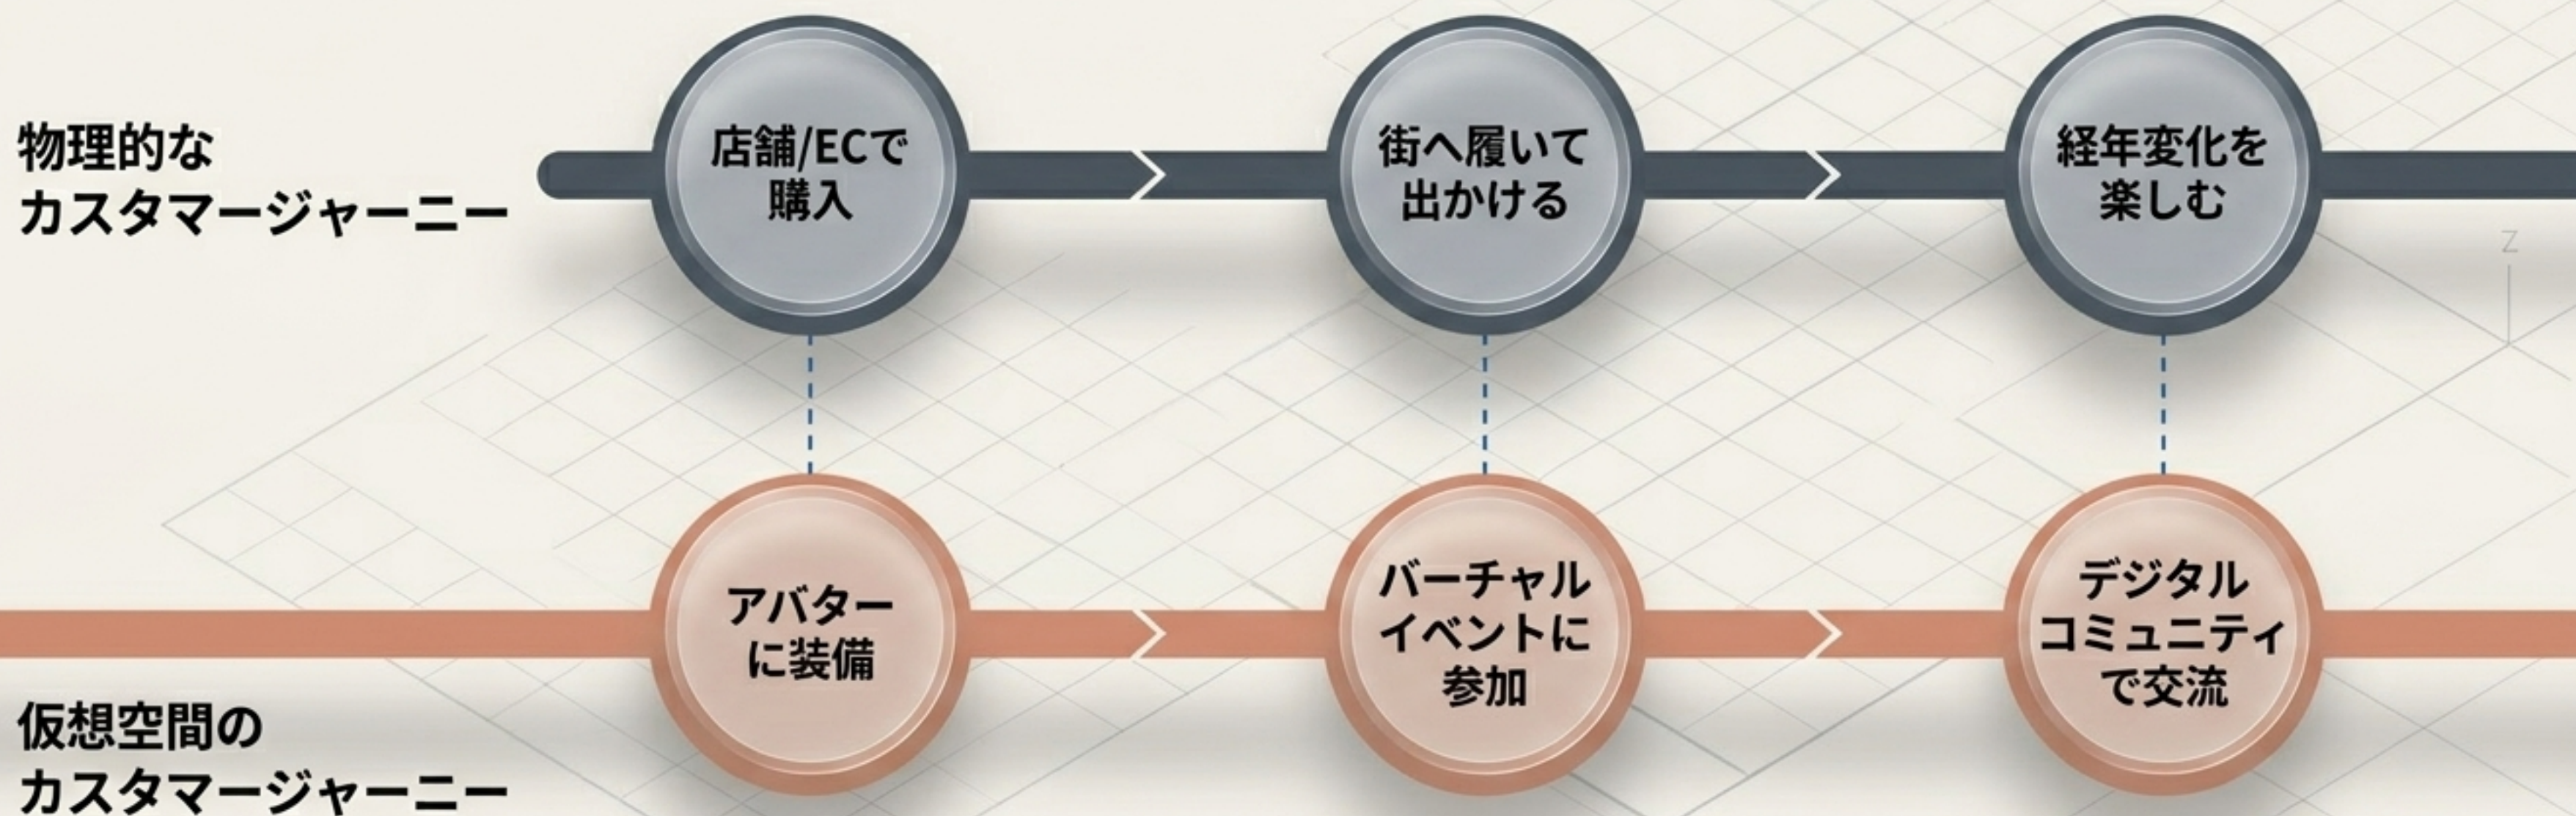 物理的な
カスタマージャーニー
店舗/ECで
購入
街へ履いて
出かける
経年変化を
楽しむ
Z
アバター
に装備
バーチャル
イベントに
参加
デジタル
コミュニティ
で交流
仮想空間の
カスタマージャーニー